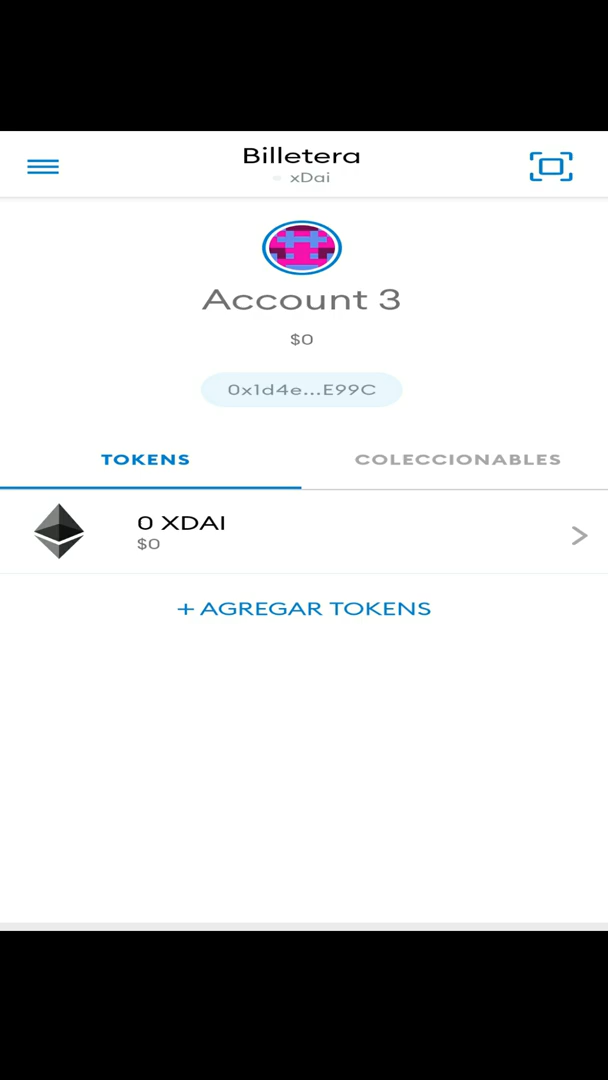 Billetera
xDai
Account 3
$0
0x1d4e...E99C
TOKENS
COLECCIONABLES
0 XDAI
$0
+ AGREGAR TOKENS